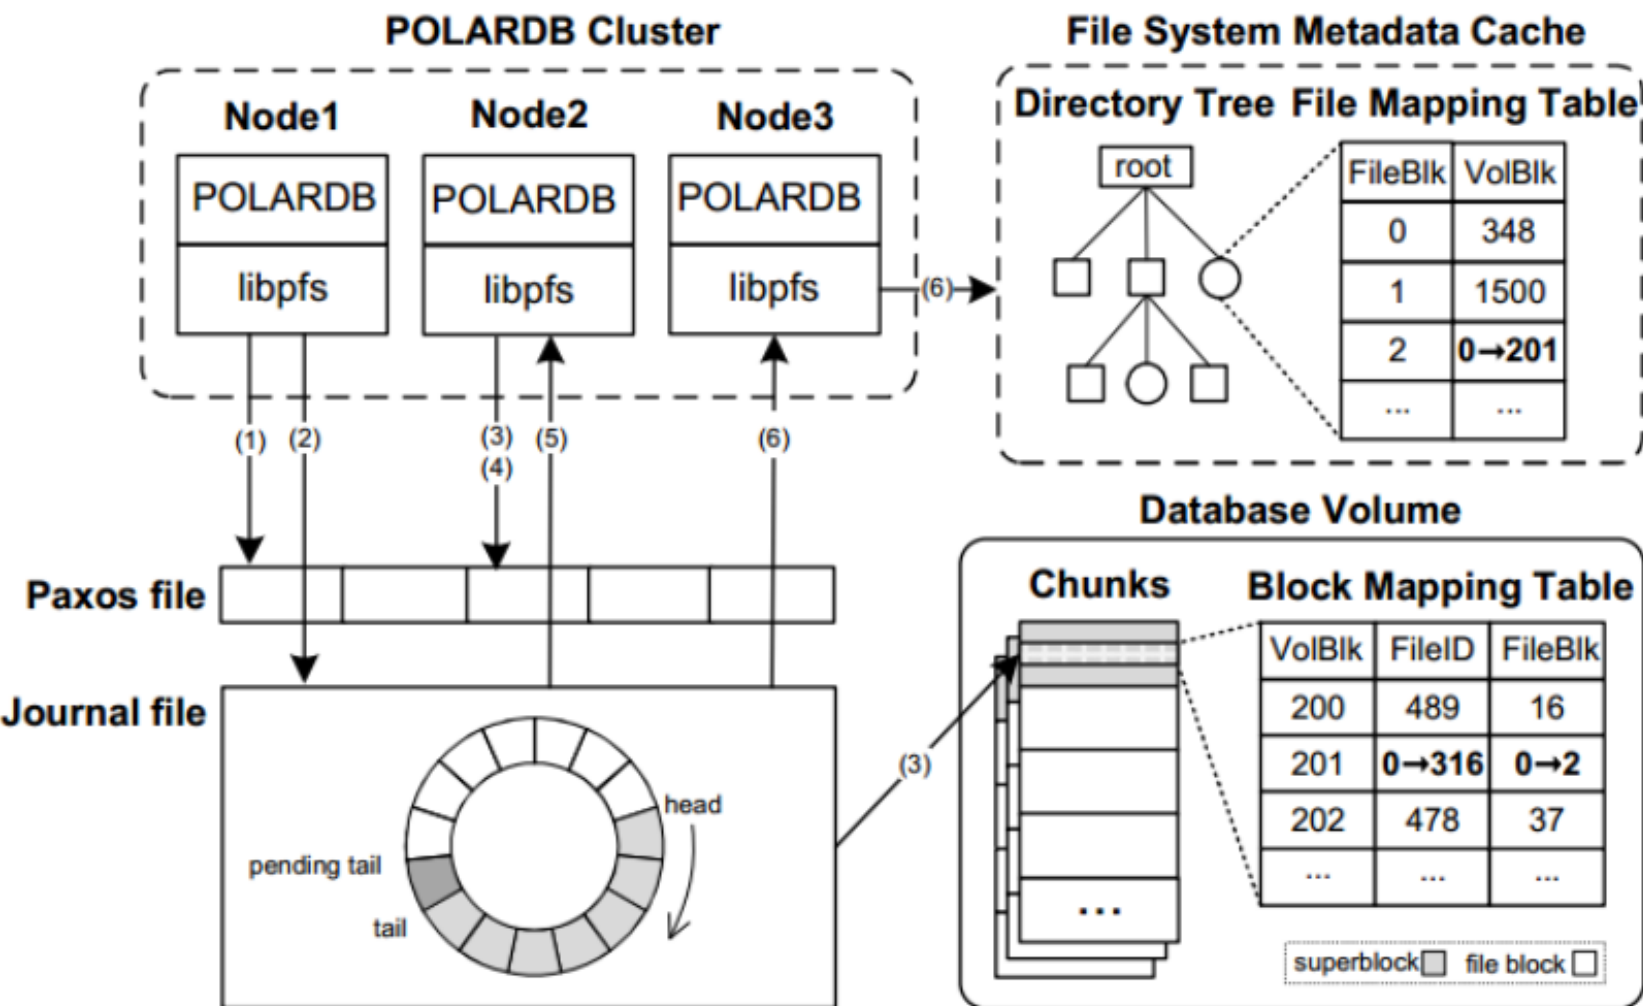 POLARDB Cluster
Node1
Node2
Node3
POLARDB
POLARDB
POLARDB
libpfs
libpfs
libpfs
(6)
(1)
(2)
(3)
(4)
(5)
(6)
File System Metadata Cache
Directory Tree
File Mapping Table
root
FileBlk VolBlk
0 348
1 1500
2 0→201
... ...
Paxos file
Journal file
head
pending tail
tail
(3)
Database Volume
Chunks
...
Block Mapping Table
VolBlk FileID FileBlk
200 489 16
201 0→316 0→2
202 478 37
... ... ...
superblock
file block